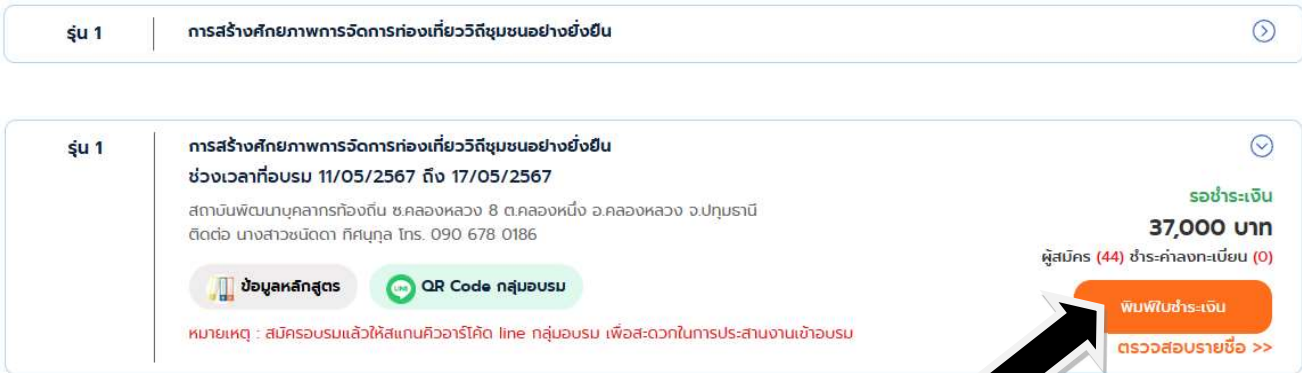 รุ่น 1
การสร้างศักยภาพการจัดการท่องเที่ยววิถีชุมชนอย่างยั่งยืน
รุ่น 1
การสร้างศักยภาพการจัดการท่องเที่ยววิถีชุมชนอย่างยั่งยืน
ช่วงเวลาที่อบรม 11/05/2567 ถึง 17/05/2567
สถาบันพัฒนาบุคลากรท้องถิ่น ซ.คลองหลวง 8 ต.คลองหนึ่ง อ.คลองหลวง จ.ปทุมธานี
ติดต่อ นางสาวชนัดดา ทิศนุกูล โทร. 090 678 0186
ข้อมูลหลักสูตร
LINE
QR Code กลุ่มอบรม
หมายเหตุ : สมัครอบรมแล้วให้สแกนคิวอาร์โค้ด line กลุ่มอบรม เพื่อสะดวกในการประสานงานเข้าอบรม
รอชำระเงิน
37,000 บาท
ผู้สมัคร (44) ชำระค่าลงทะเบียน (0)
พิมพ์ใบชำระเงิน
ตรวจสอบรายชื่อ >>